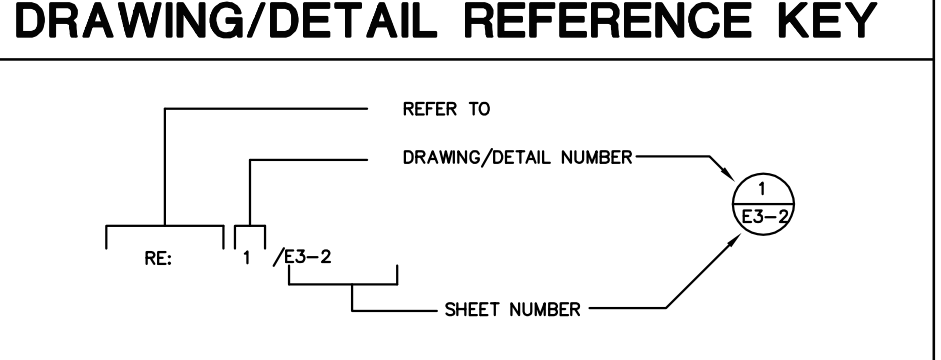 DRAWING/DETAIL REFERENCE KEY
REFER TO
DRAWING/DETAIL NUMBER
1
E3-2
RE: 1 /E3-2
SHEET NUMBER